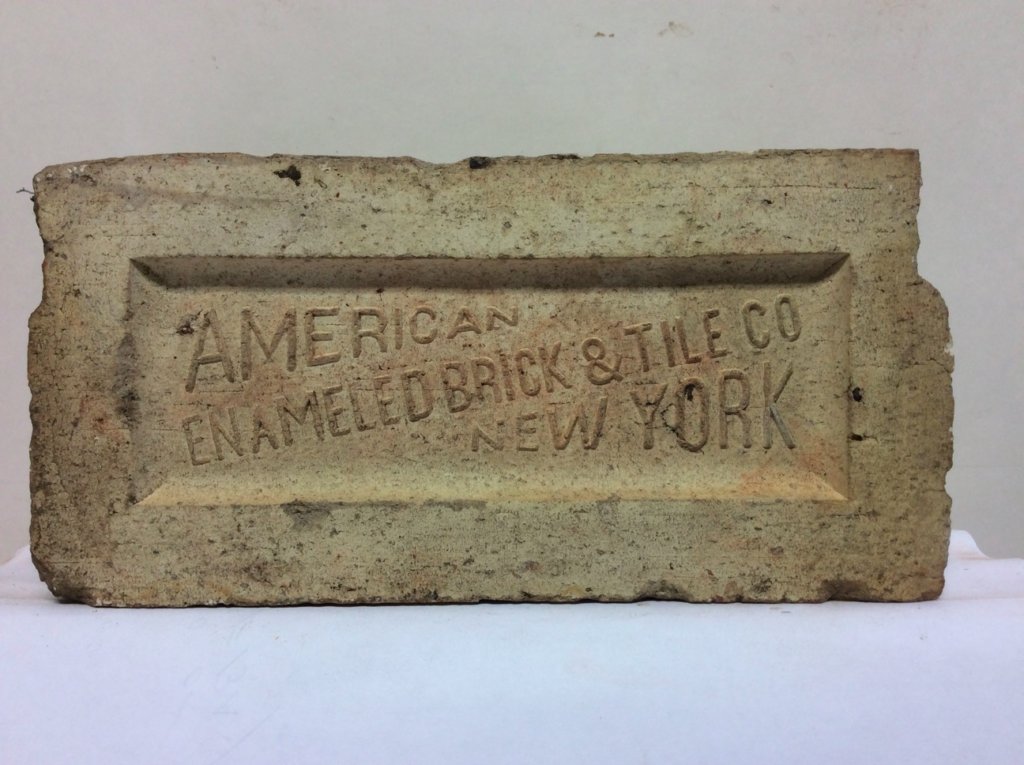 AMERICAN
ENAMELED BRICK & TILE CO
NEW YORK